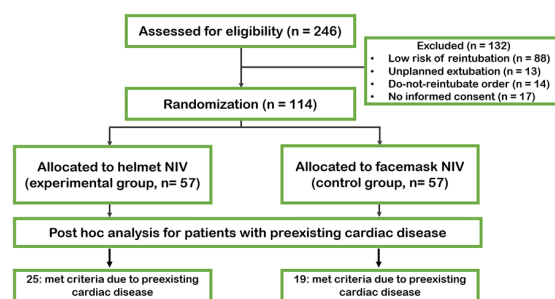 Assessed for eligibility (n = 246)
Excluded (n = 132)
• Low risk of reintubation (n = 88)
• Unplanned extubation (n = 13)
• Do-not-reintubate order (n = 14)
• No informed consent (n = 17)
Randomization (n = 114)
Allocated to helmet NIV
(experimental group, n= 57)
Allocated to facemask NIV
(control group, n= 57)
Post hoc analysis for patients with preexisting cardiac disease
25: met criteria due to preexisting
cardiac disease
19: met criteria due to preexisting
cardiac disease